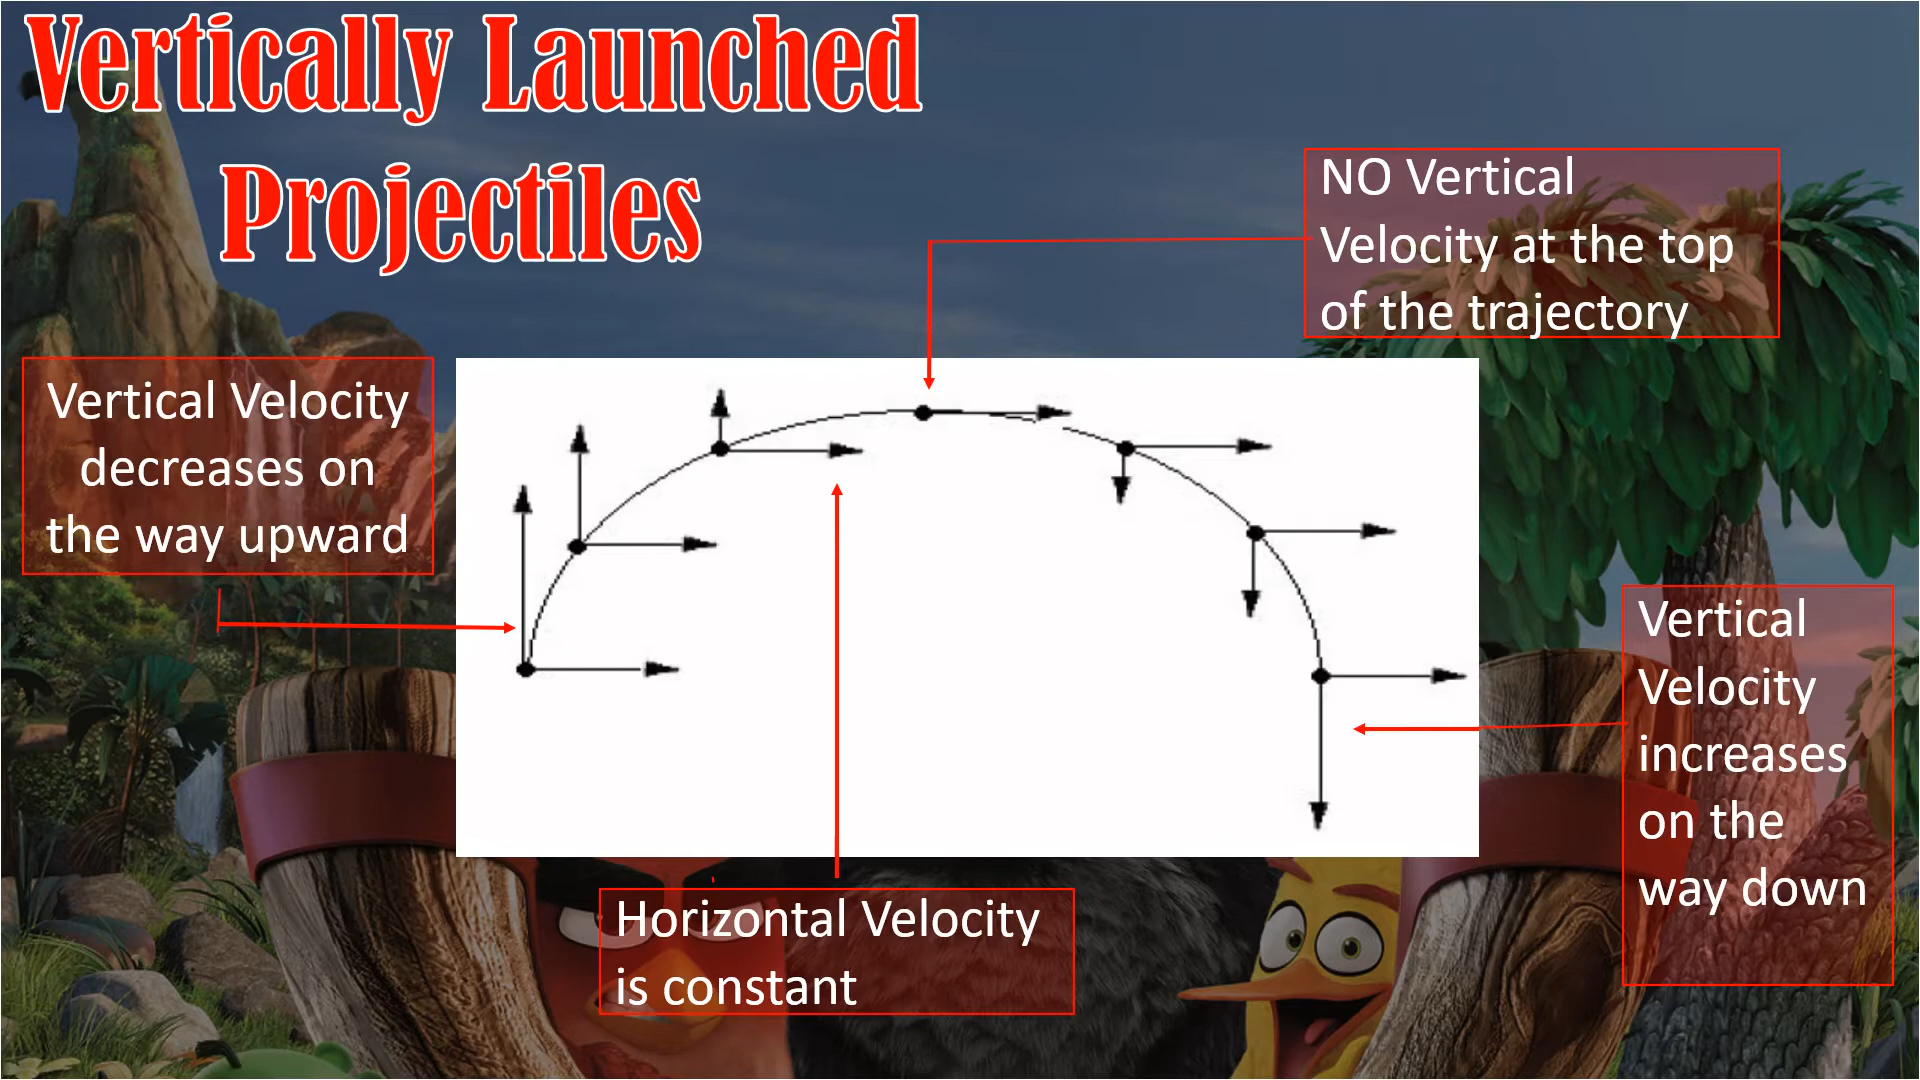 Vertically Launched
Projectiles
NO Vertical
Velocity at the top
of the trajectory
Vertical Velocity
decreases on
the way upward
Vertical
Velocity
increases
on the
way down
Horizontal Velocity
is constant